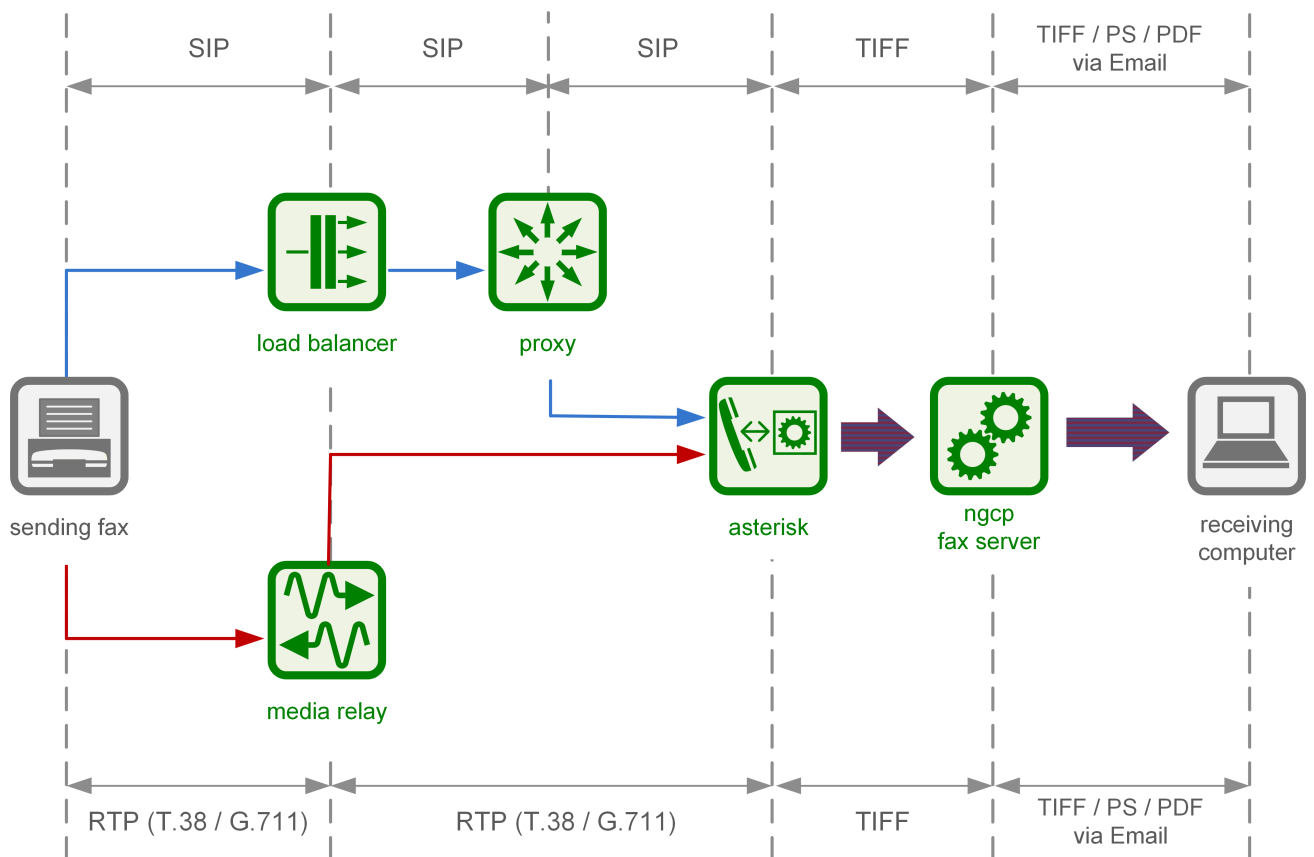 SIP
SIP
SIP
TIFF
TIFF / PS / PDF
via Email
load balancer
proxy
sending fax
asterisk
ngcp
fax server
receiving
computer
media relay
RTP (T.38 / G.711)
RTP (T.38 / G.711)
TIFF
TIFF / PS / PDF
via Email